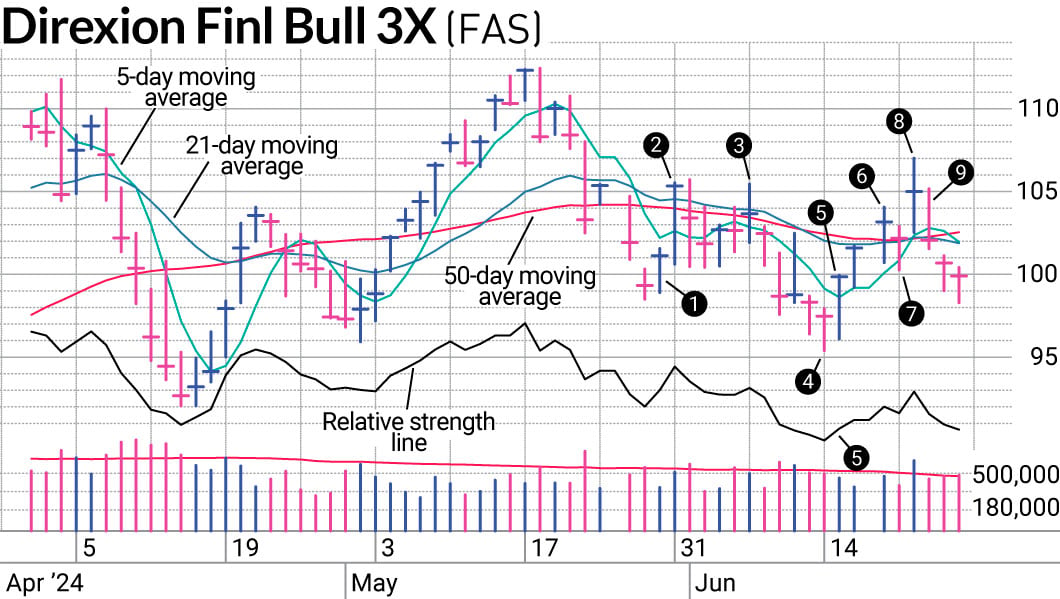 Direxion Finl Bull 3X (FAS)
5-day moving
average
21-day moving
average
50-day moving
average
Relative strength
line
110
105
100
95
500,000
180,000
1
2
3
4
5
5
6
7
8
9
5
19
3
17
31
14
Apr ’24
May
Jun